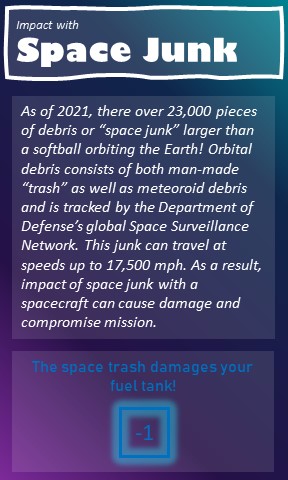 Impact with
Space Junk
As of 2021, there over 23,000 pieces
of debris or “space junk” larger than
a softball orbiting the Earth! Orbital
debris consists of both man-made
“trash” as well as meteoroid debris
and is tracked by the Department of
Defense’s global Space Surveillance
Network. This junk can travel at
speeds up to 17,500 mph. As a result,
impact of space junk with a
spacecraft can cause damage and
compromise mission.
The space trash damages your
fuel tank!
-1